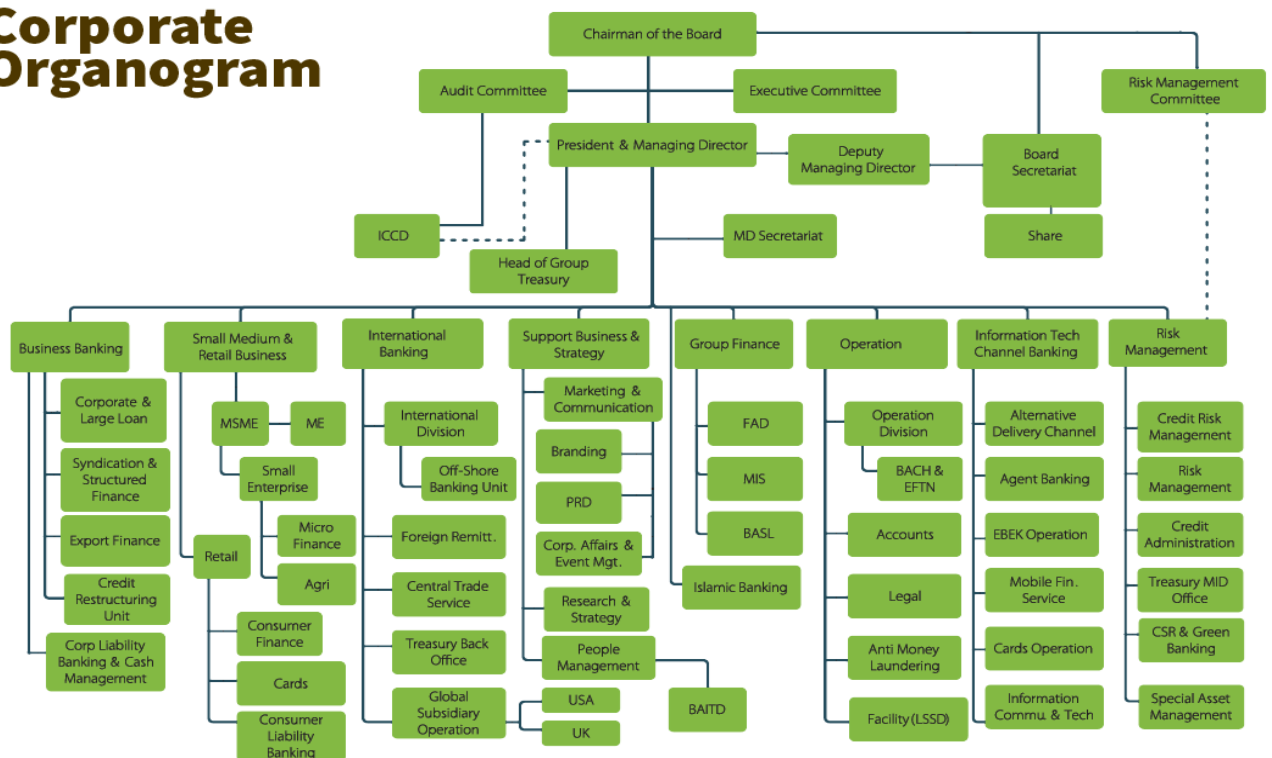 Corporate
Organogram
Chairman of the Board
Audit Committee
Executive Committee
Risk Management
Committee
President & Managing Director
Deputy
Managing Director
Board
Secretariat
ICCD
MD Secretariat
Share
Head of Group
Treasury
Business Banking
Small Medium &
Retail Business
International
Banking
Support Business &
Strategy
Group Finance
Operation
Information Tech
Channel Banking
Risk
Management
Corporate &
Large Loan
Syndication &
Structured
Finance
Export Finance
Credit
Restructuring
Unit
Corp Liability
Banking & Cash
Management
MSME
ME
Small
Enterprise
Micro
Finance
Agri
Retail
Consumer
Finance
Cards
Consumer
Liability
Banking
International
Division
Off-Shore
Banking Unit
Foreign Remitt.
Central Trade
Service
Treasury Back
Office
Global
Subsidiary
Operation
USA
UK
Marketing &
Communication
Branding
PRD
Corp. Affairs &
Event Mgt.
Research &
Strategy
People
Management
BAITD
FAD
MIS
BASL
Islamic Banking
Operation
Division
BACH &
EFTN
Accounts
Legal
Anti Money
Laundering
Facility (LSSD)
Alternative
Delivery Channel
Agent Banking
EBEK Operation
Mobile Fin.
Service
Cards Operation
Information
Commu. & Tech
Credit Risk
Management
Risk
Management
Credit
Administration
Treasury MID
Office
CSR & Green
Banking
Special Asset
Management